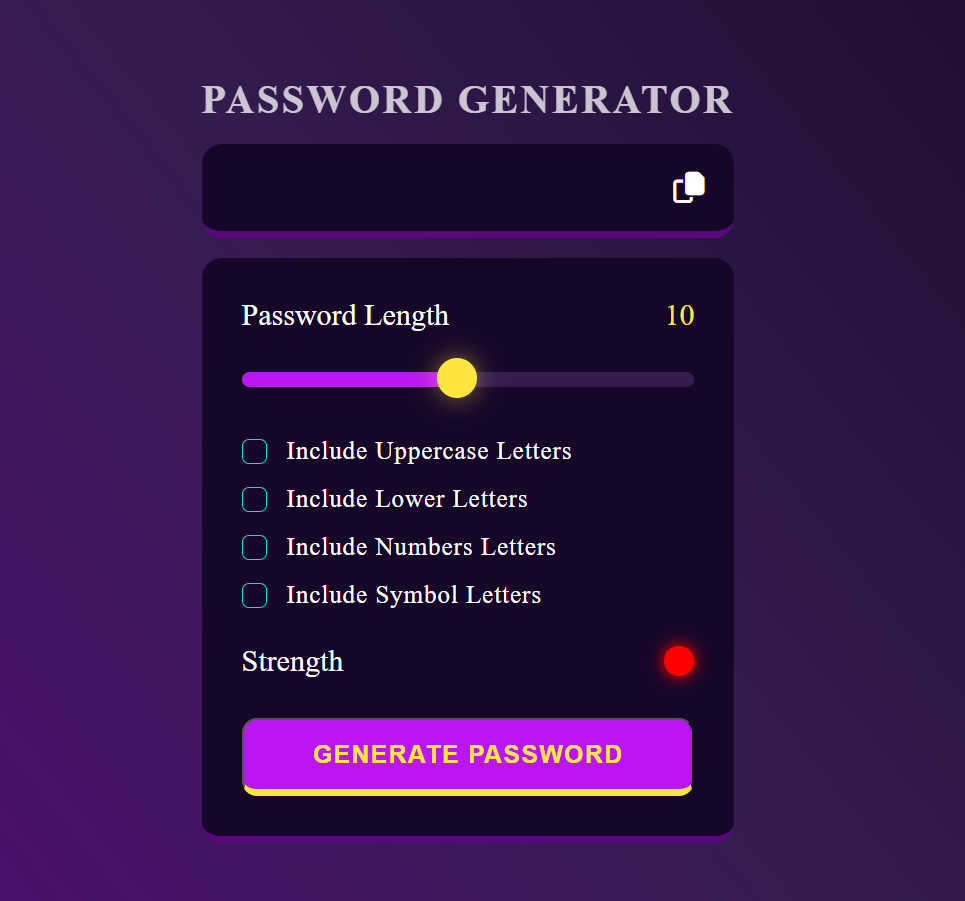 PASSWORD GENERATOR
Password Length 10
Include Uppercase Letters
Include Lower Letters
Include Numbers Letters
Include Symbol Letters
Strength
GENERATE PASSWORD